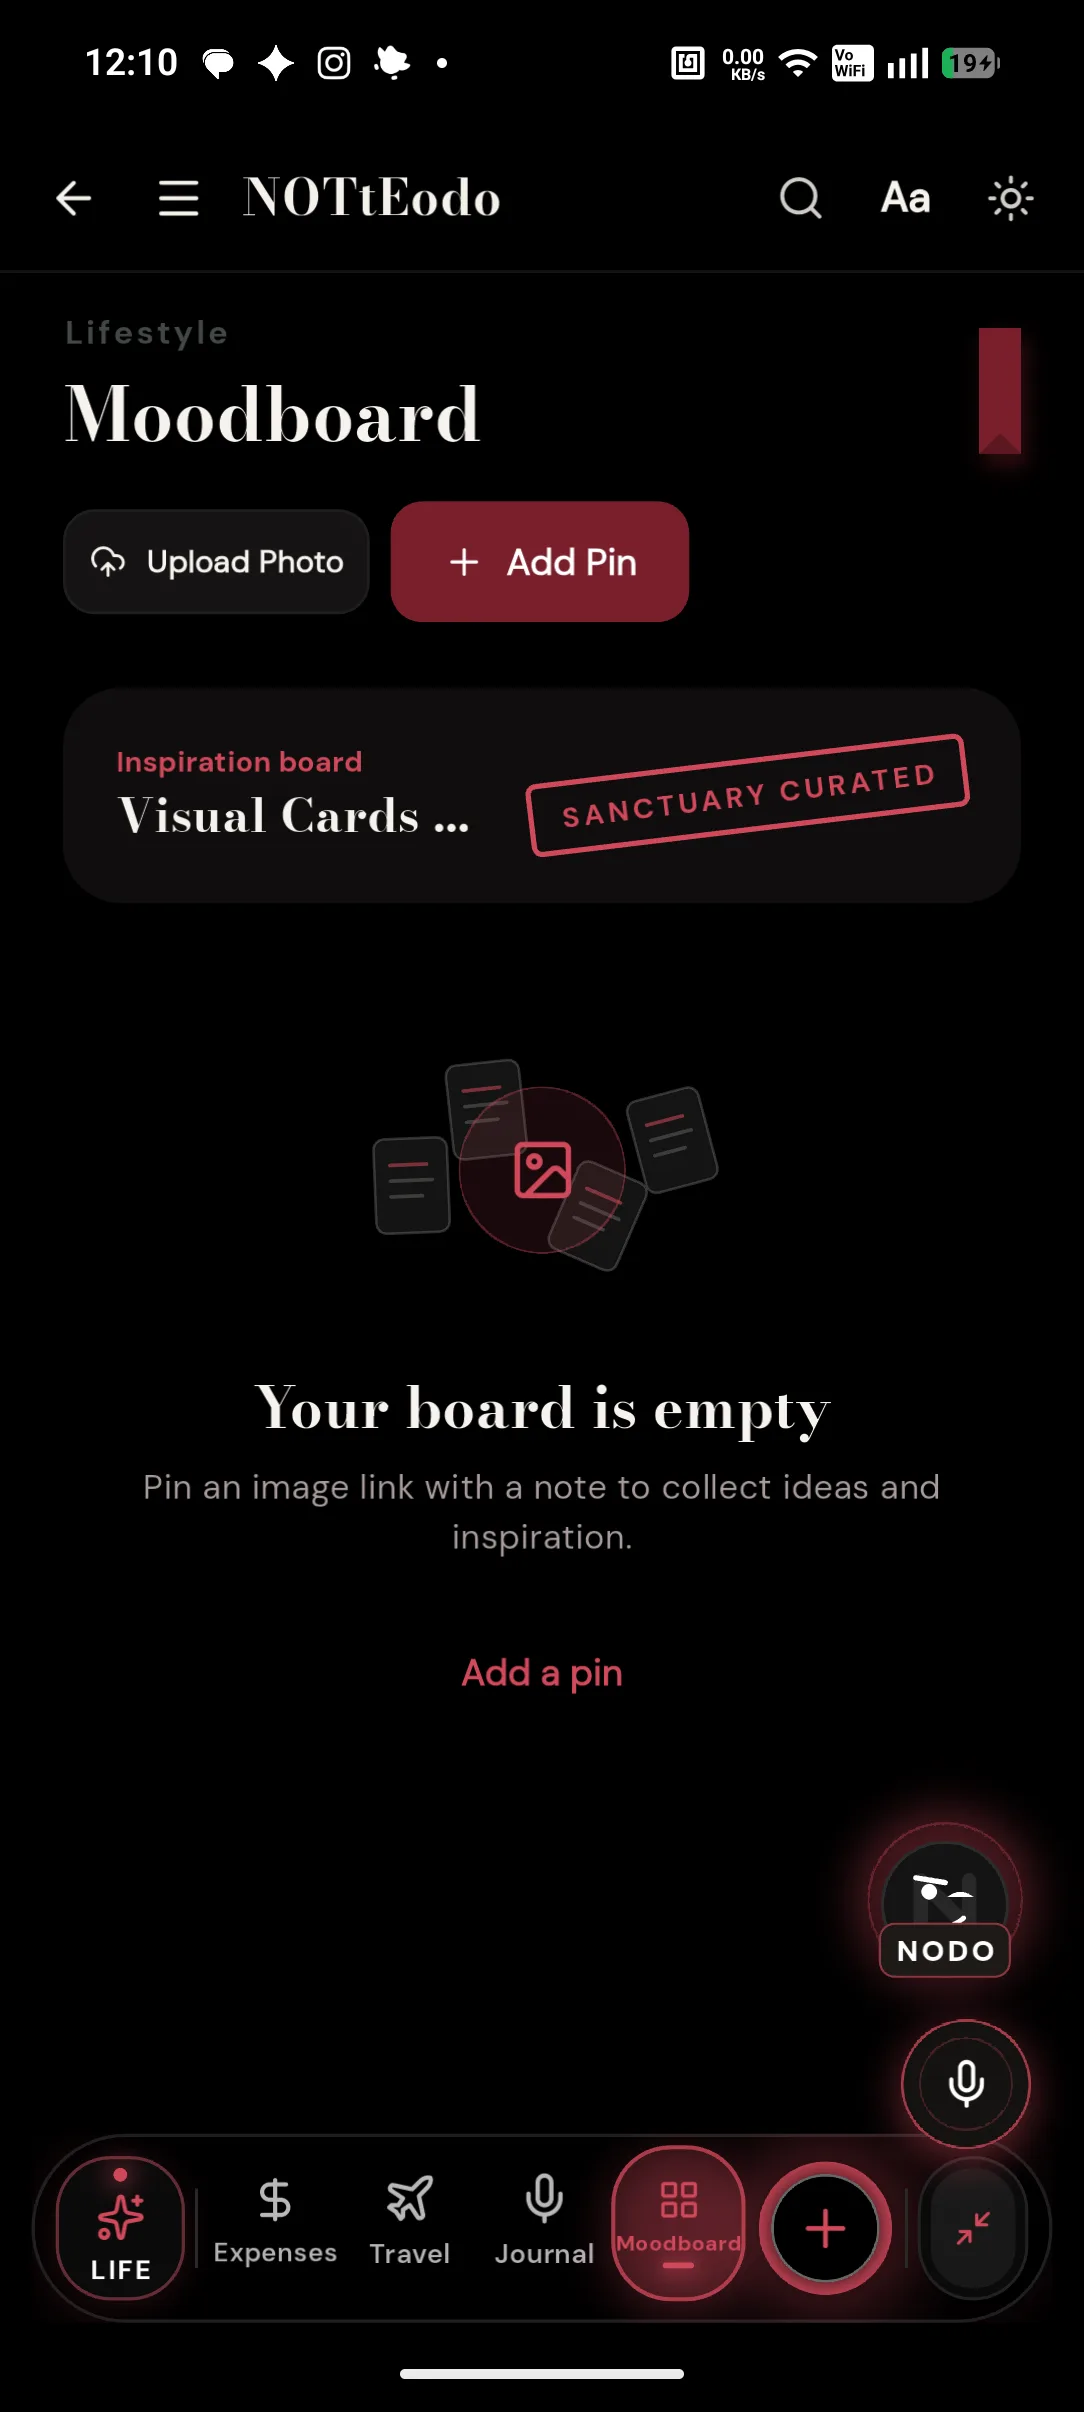 12:10
0.00
KB/s
Vo
WiFi
19
NOTtEodo
Aa
Lifestyle
Moodboard
Upload Photo
Add Pin
Inspiration board
Visual Cards ...
SANCTUARY CURATED
Your board is empty
Pin an image link with a note to collect ideas and
inspiration.
Add a pin
NODO
LIFE
Expenses
Travel
Journal
Moodboard